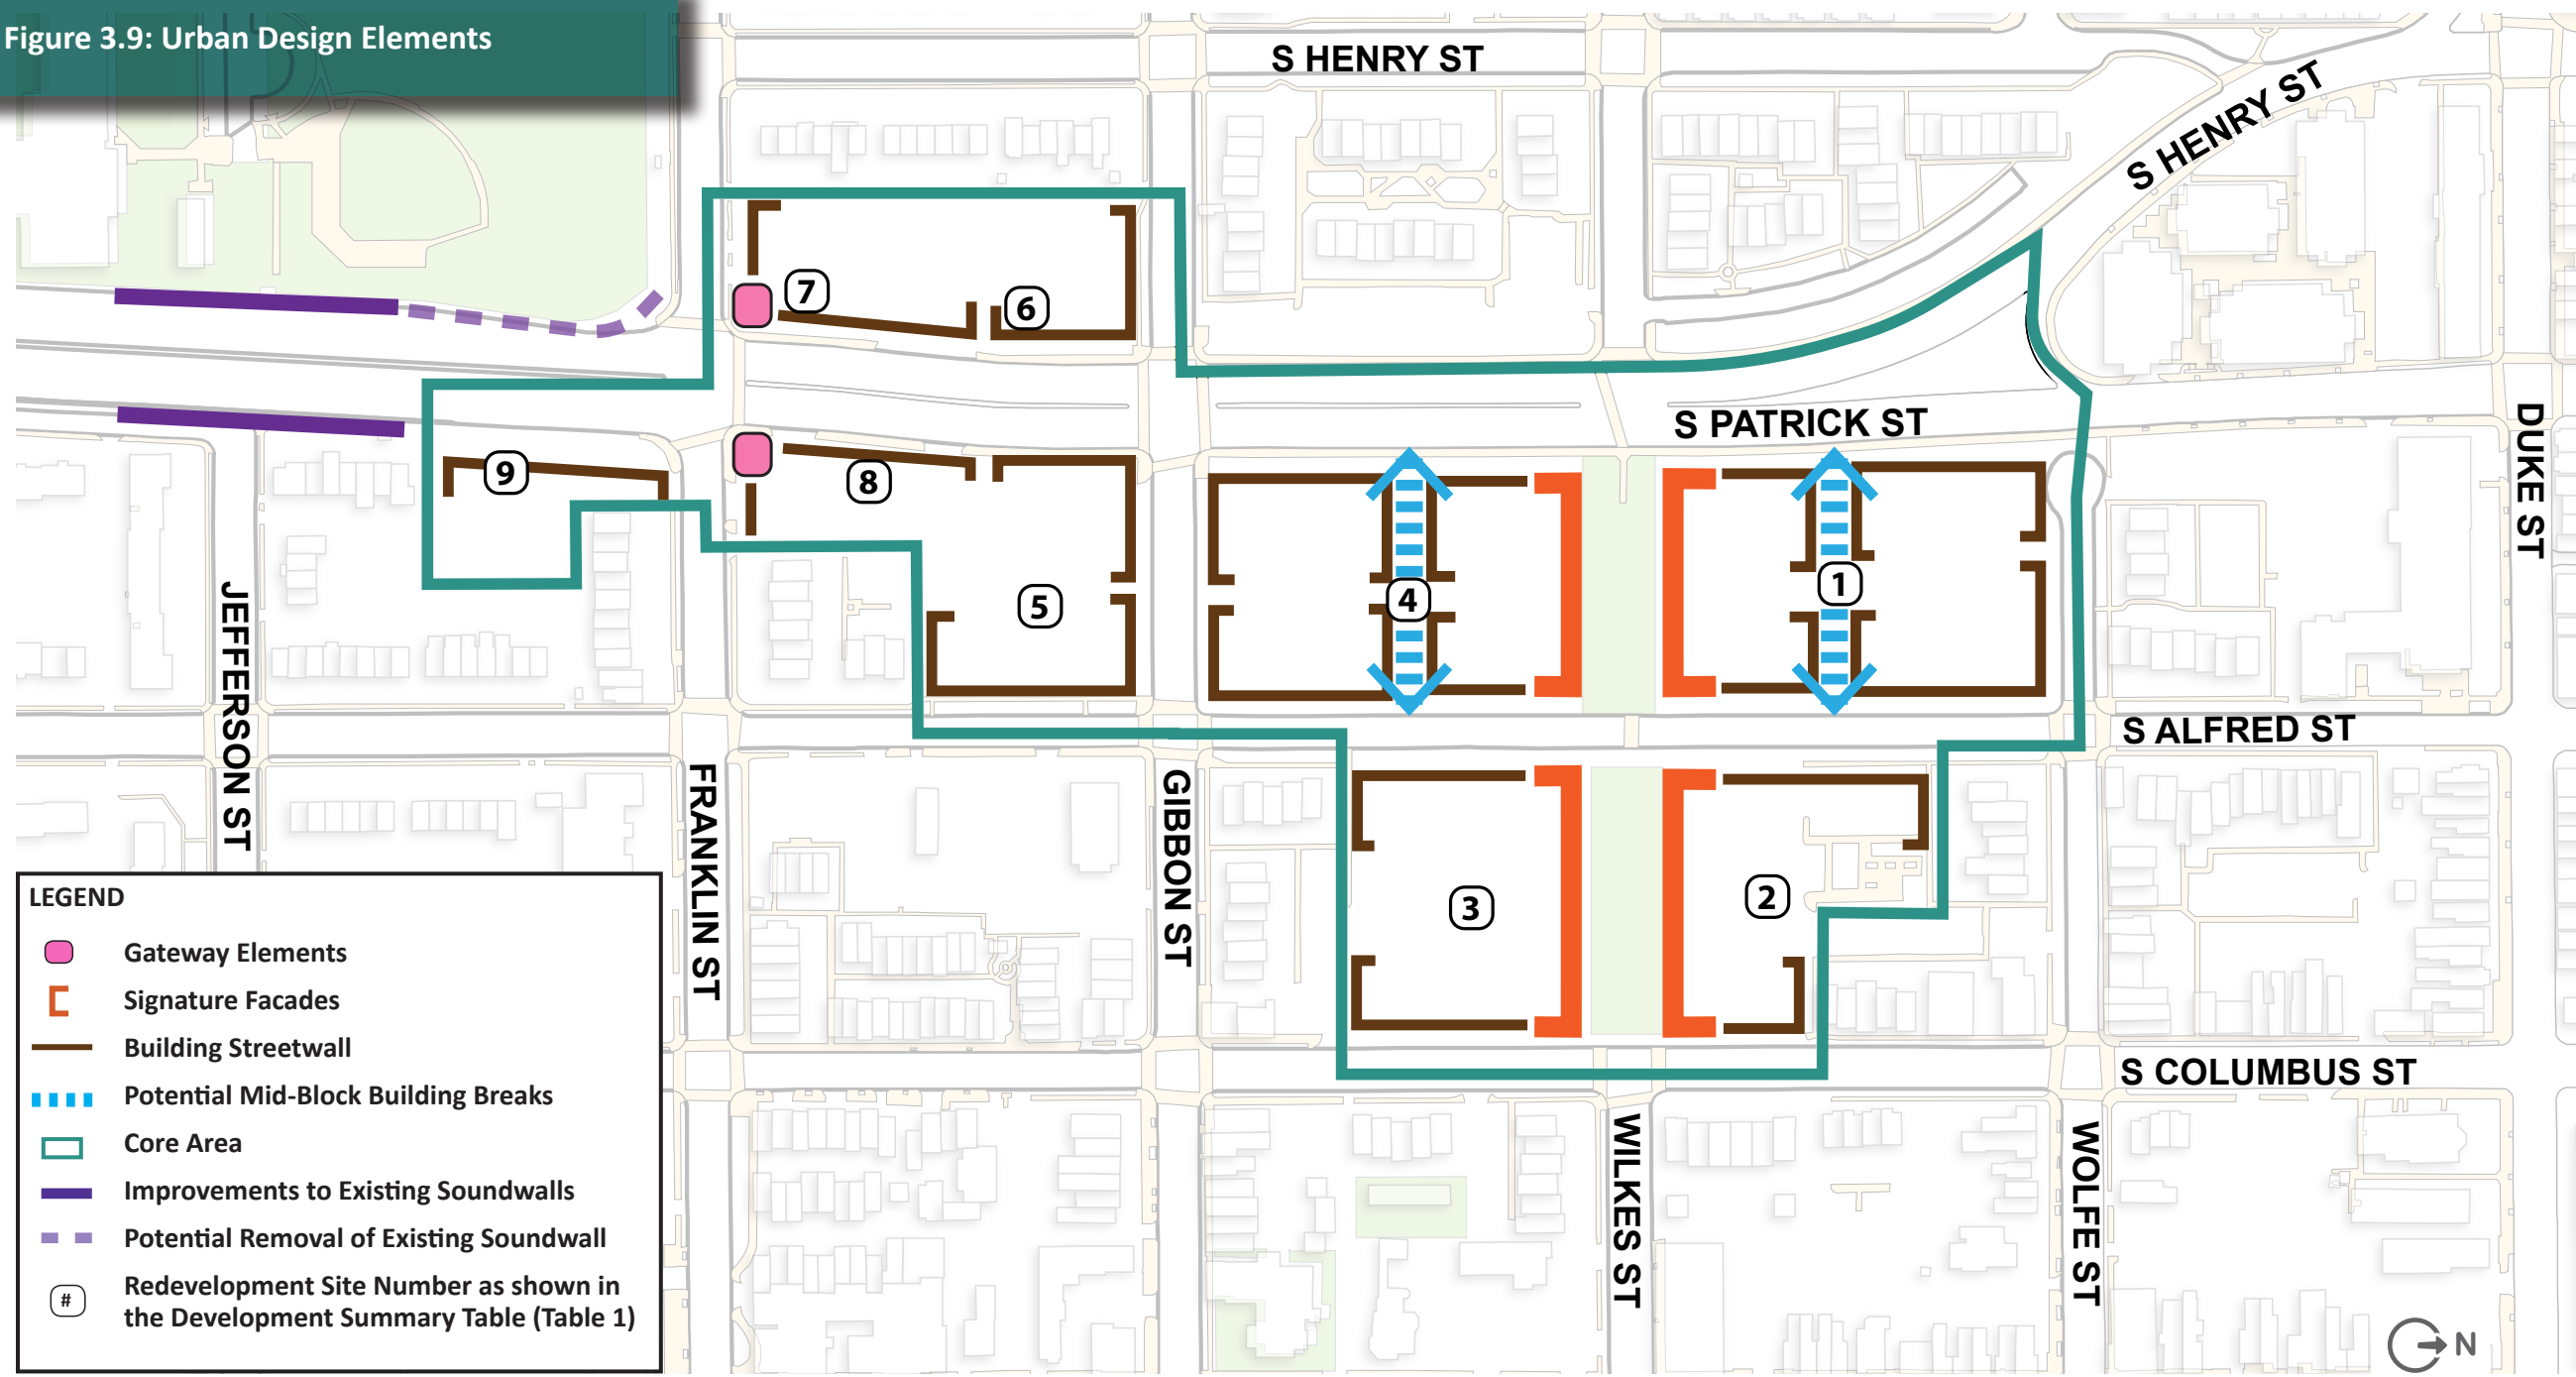 Figure 3.9: Urban Design Elements
S HENRY ST
S HENRY ST
7
6
S PATRICK ST
DUKE ST
9
8
5
4
1
JEFFERSON ST
S ALFRED ST
FRANKLIN ST
GIBBON ST
3
2
S COLUMBUS ST
WILKES ST
WOLFE ST
LEGEND
Gateway Elements
Signature Facades
Building Streetwall
Potential Mid-Block Building Breaks
Core Area
Improvements to Existing Soundwalls
Potential Removal of Existing Soundwall
# Redevelopment Site Number as shown in
the Development Summary Table (Table 1)
N